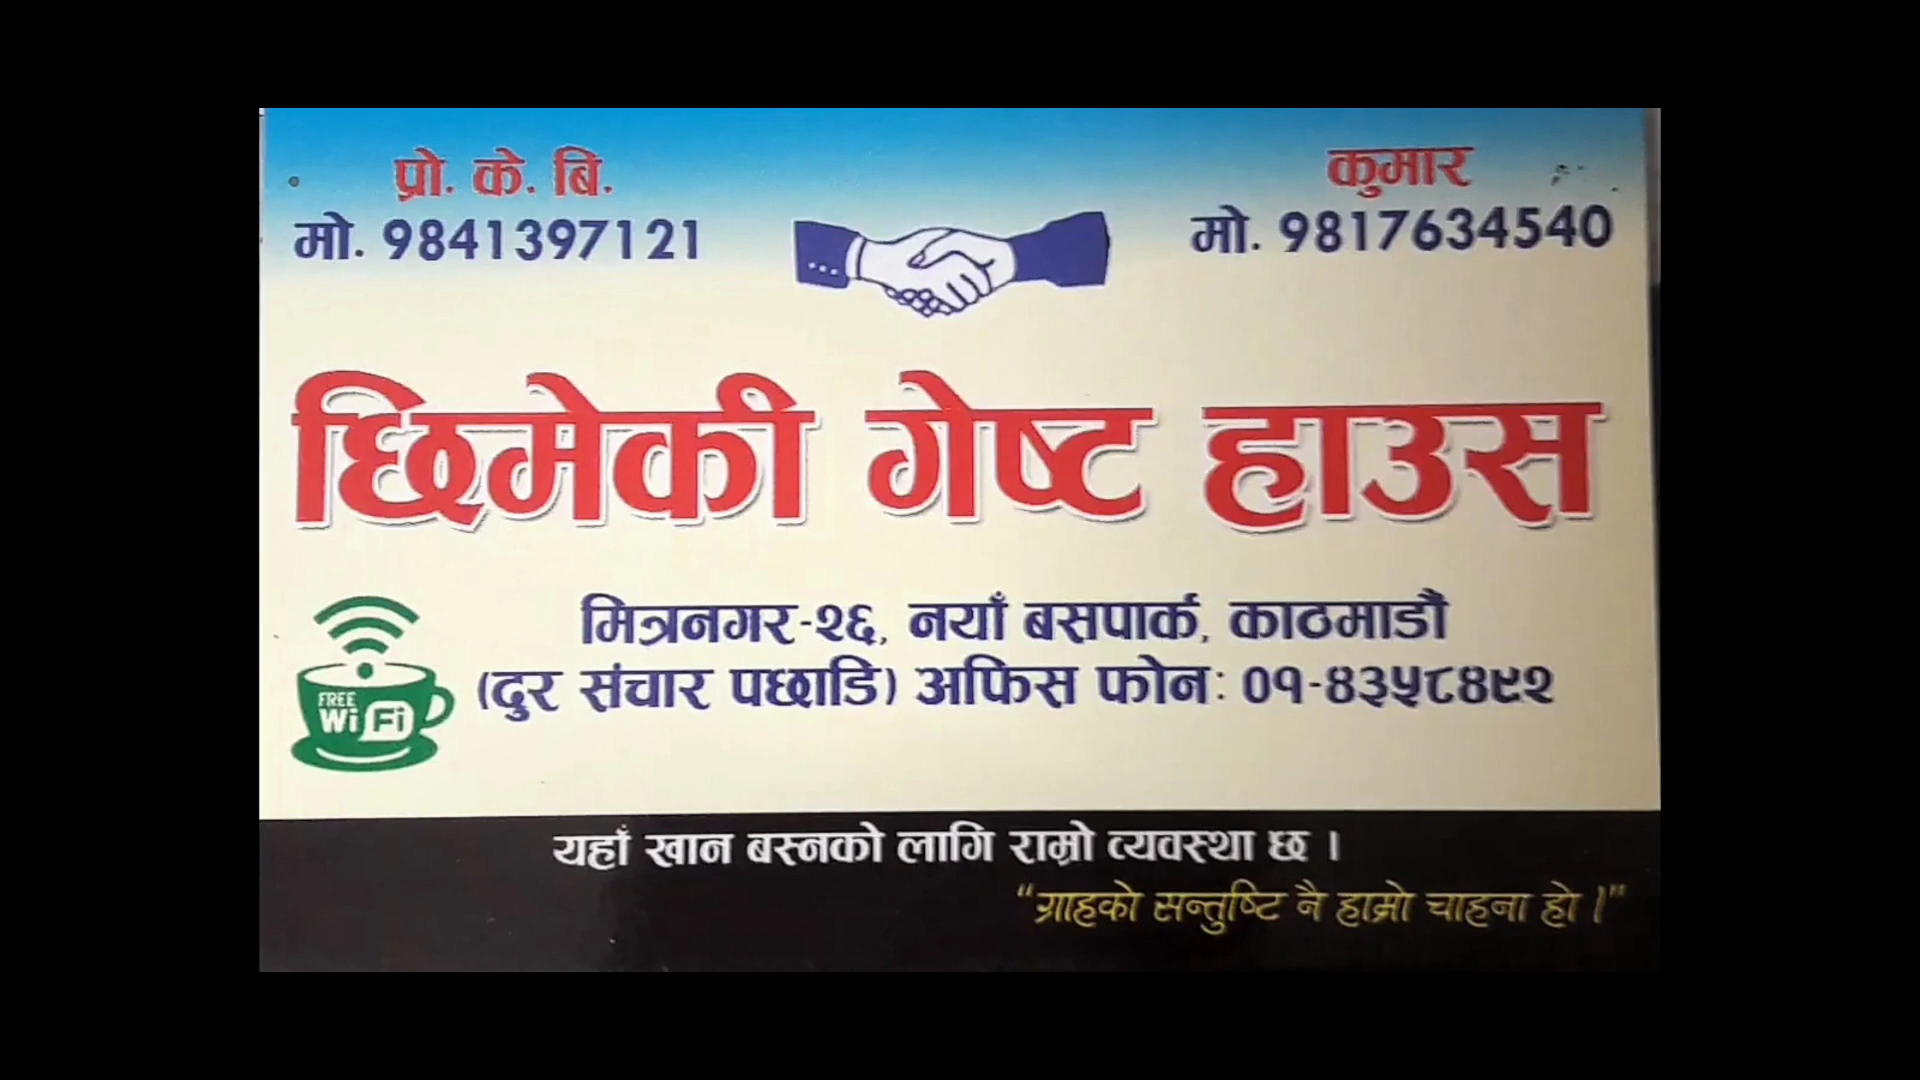 प्रो. के. बि.
मो. 9841397121
कुमार
मो. 9817634540
छिमेकी गेष्ट हाउस
मित्रनगर-२६, नयाँ बसपार्क, काठमाडौं
(दुर संचार पछाडि) अफिस फोन: ०१-४३५८४९२
FREE
WiFi
यहाँ खान बस्नको लागि राम्रो व्यवस्था छ ।
“ग्राहको सन्तुष्टि नै हाम्रो चाहना हो ।”